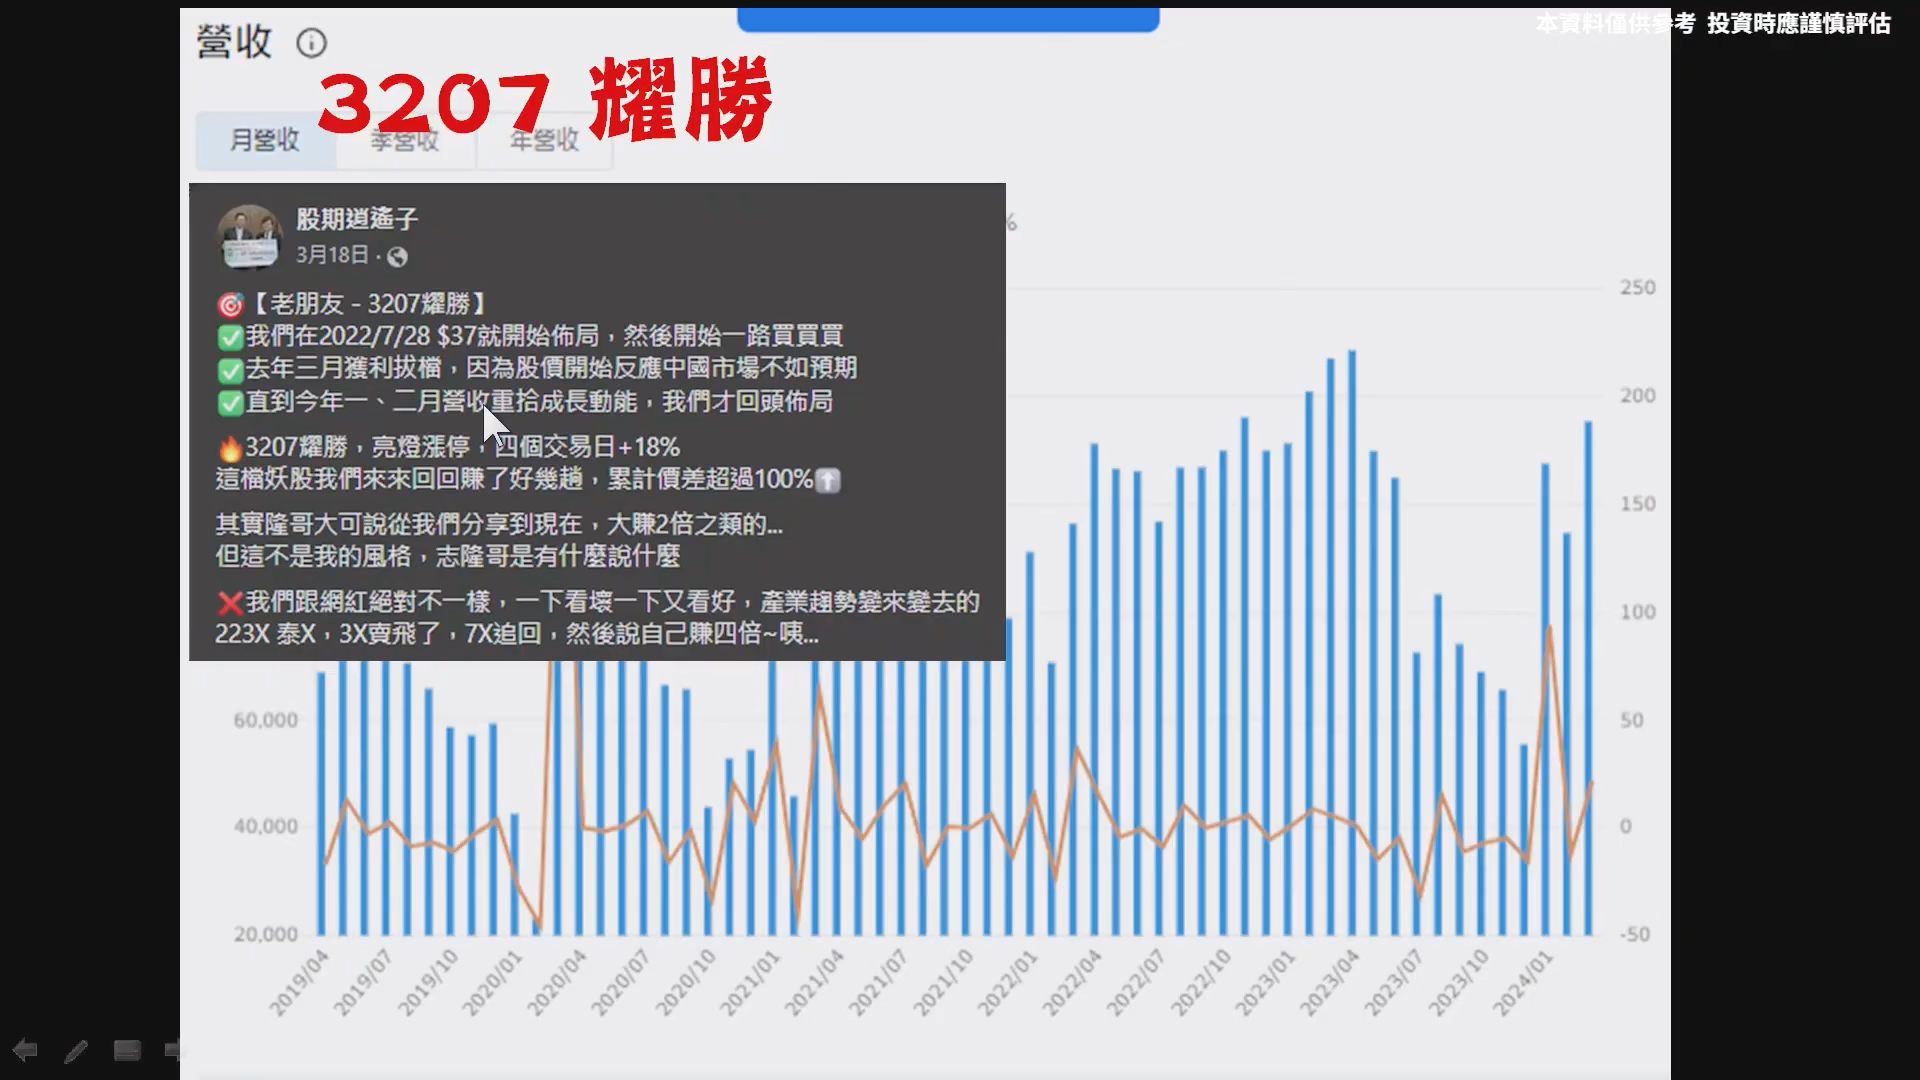 本資料僅供參考 投資時應謹慎評估
營收
3207 耀勝
月營收 季營收 年營收
%
股期逍遙子
3月18日
【老朋友 - 3207耀勝】
我們在2022/7/28 $37就開始佈局，然後開始一路買買買
去年三月獲利拔檔，因為股價開始反應中國市場不如預期
直到今年一、二月營收重拾成長動能，我們才回頭佈局
3207耀勝，亮燈漲停，四個交易日+18%
這檔妖股我們來來回回賺了好幾趟，累計價差超過100%
其實隆哥大可說從我們分享到現在，大賺2倍之類的...
但這不是我的風格，志隆哥是有什麼說什麼
我們跟網紅絕對不一樣，一下看壞一下又看好，產業趨勢變來變去的
223X 泰X，3X賣飛了，7X追回，然後說自己賺四倍~咦...
250
200
150
100
60,000 50
40,000 0
20,000 -50
2019/04 2019/07 2019/10 2020/01 2020/04 2020/07 2020/10 2021/01 2021/04 2021/07 2021/10 2022/01 2022/04 2022/07 2022/10 2023/01 2023/04 2023/07 2023/10 2024/01